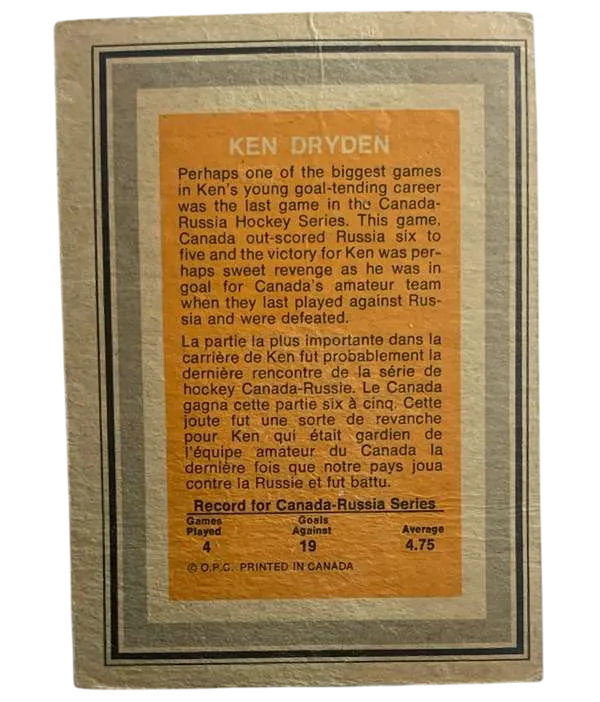 KEN DRYDEN
Perhaps one of the biggest games
in Ken's young goal-tending career
was the last game in the Canada-
Russia Hockey Series. This game,
Canada out-scored Russia six to
five and the victory for Ken was per-
haps sweet revenge as he was in
goal for Canada's amateur team
when they last played against Rus-
sia and were defeated.
La partie la plus importante dans la
carrière de Ken fut probablement la
dernière rencontre de la série de
hockey Canada-Russie. Le Canada
gagna cette partie six à cinq. Cette
joute fut une sorte de revanche
pour Ken qui était gardien de
l'équipe amateur du Canada la
dernière fois que notre pays joua
contre la Russie et fut battu.
Record for Canada-Russia Series
Games Goals
Played Against Average
4 19 4.75
© O.P.C. PRINTED IN CANADA